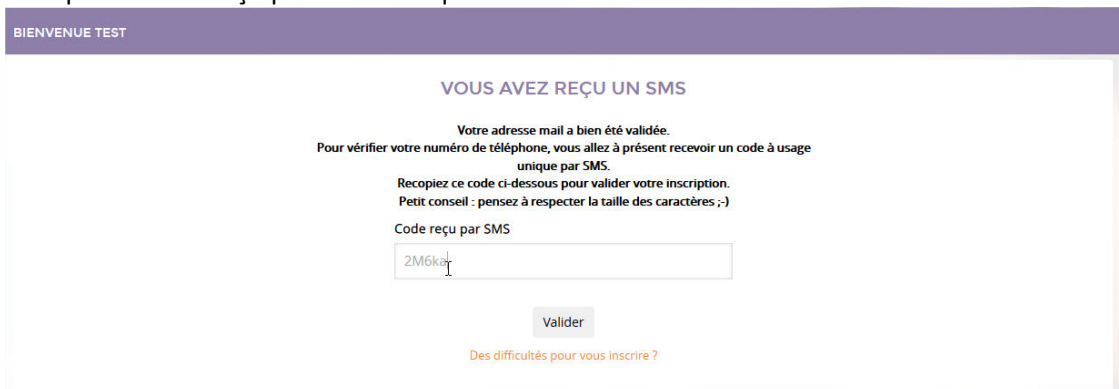 BIENVENUE TEST
VOUS AVEZ REÇU UN SMS
Votre adresse mail a bien été validée.
Pour vérifier votre numéro de téléphone, vous allez à présent recevoir un code à usage
unique par SMS.
Recopiez ce code ci-dessous pour valider votre inscription.
Petit conseil : pensez à respecter la taille des caractères ;-)
Code reçu par SMS
2M6ka
Valider
Des difficultés pour vous inscrire ?